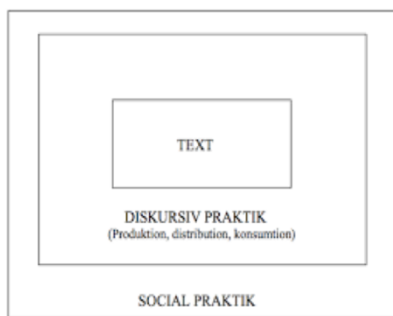 TEXT
DISKURSIV PRAKTIK
(Produktion, distribution, konsumtion)
SOCIAL PRAKTIK